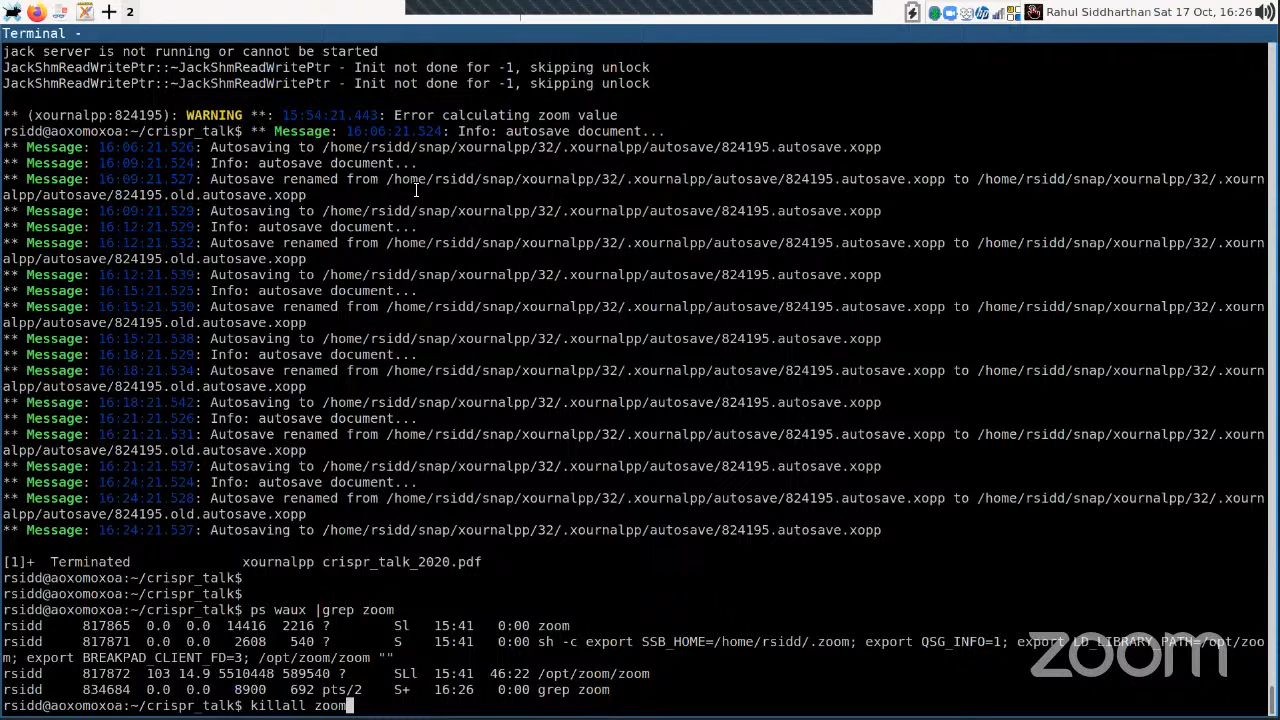 2
Rahul Siddharthan Sat 17 Oct, 16:26
Terminal -
jack server is not running or cannot be started
JackShmReadWritePtr::~JackShmReadWritePtr - Init not done for -1, skipping unlock
JackShmReadWritePtr::~JackShmReadWritePtr - Init not done for -1, skipping unlock
** (xournalpp:824195): WARNING **: 15:54:21.443: Error calculating zoom value
rsidd@aoxomoxoa:~/crispr_talk$ ** Message: 16:06:21.524: Info: autosave document...
** Message: 16:06:21.526: Autosaving to /home/rsidd/snap/xournalpp/32/.xournalpp/autosave/824195.autosave.xopp
** Message: 16:09:21.524: Info: autosave document...
** Message: 16:09:21.527: Autosave renamed from /home/rsidd/snap/xournalpp/32/.xournalpp/autosave/824195.autosave.xopp to /home/rsidd/snap/xournalpp/32/.xourn
alpp/autosave/824195.old.autosave.xopp
** Message: 16:09:21.529: Autosaving to /home/rsidd/snap/xournalpp/32/.xournalpp/autosave/824195.autosave.xopp
** Message: 16:12:21.529: Info: autosave document...
** Message: 16:12:21.532: Autosave renamed from /home/rsidd/snap/xournalpp/32/.xournalpp/autosave/824195.autosave.xopp to /home/rsidd/snap/xournalpp/32/.xourn
alpp/autosave/824195.old.autosave.xopp
** Message: 16:12:21.539: Autosaving to /home/rsidd/snap/xournalpp/32/.xournalpp/autosave/824195.autosave.xopp
** Message: 16:15:21.525: Info: autosave document...
** Message: 16:15:21.530: Autosave renamed from /home/rsidd/snap/xournalpp/32/.xournalpp/autosave/824195.autosave.xopp to /home/rsidd/snap/xournalpp/32/.xourn
alpp/autosave/824195.old.autosave.xopp
** Message: 16:15:21.538: Autosaving to /home/rsidd/snap/xournalpp/32/.xournalpp/autosave/824195.autosave.xopp
** Message: 16:18:21.529: Info: autosave document...
** Message: 16:18:21.534: Autosave renamed from /home/rsidd/snap/xournalpp/32/.xournalpp/autosave/824195.autosave.xopp to /home/rsidd/snap/xournalpp/32/.xourn
alpp/autosave/824195.old.autosave.xopp
** Message: 16:18:21.542: Autosaving to /home/rsidd/snap/xournalpp/32/.xournalpp/autosave/824195.autosave.xopp
** Message: 16:21:21.526: Info: autosave document...
** Message: 16:21:21.531: Autosave renamed from /home/rsidd/snap/xournalpp/32/.xournalpp/autosave/824195.autosave.xopp to /home/rsidd/snap/xournalpp/32/.xourn
alpp/autosave/824195.old.autosave.xopp
** Message: 16:21:21.537: Autosaving to /home/rsidd/snap/xournalpp/32/.xournalpp/autosave/824195.autosave.xopp
** Message: 16:24:21.524: Info: autosave document...
** Message: 16:24:21.528: Autosave renamed from /home/rsidd/snap/xournalpp/32/.xournalpp/autosave/824195.autosave.xopp to /home/rsidd/snap/xournalpp/32/.xourn
alpp/autosave/824195.old.autosave.xopp
** Message: 16:24:21.537: Autosaving to /home/rsidd/snap/xournalpp/32/.xournalpp/autosave/824195.autosave.xopp
[1]+ Terminated xournalpp crispr_talk_2020.pdf
rsidd@aoxomoxoa:~/crispr_talk$
rsidd@aoxomoxoa:~/crispr_talk$
rsidd@aoxomoxoa:~/crispr_talk$ ps waux |grep zoom
rsidd 817865 0.0 0.0 14416 2216 ? Sl 15:41 0:00 zoom
rsidd 817871 0.0 0.0 2608 540 ? S 15:41 0:00 sh -c export SSB_HOME=/home/rsidd/.zoom; export QSG_INFO=1; export LD_LIBRARY_PATH=/opt/zoo
m; export BREAKPAD_CLIENT_FD=3; /opt/zoom/zoom ""
rsidd 817872 103 14.9 5510448 589540 ? SLl 15:41 46:22 /opt/zoom/zoom
rsidd 834684 0.0 0.0 8900 692 pts/2 S+ 16:26 0:00 grep zoom
rsidd@aoxomoxoa:~/crispr_talk$ killall zoom
zoom